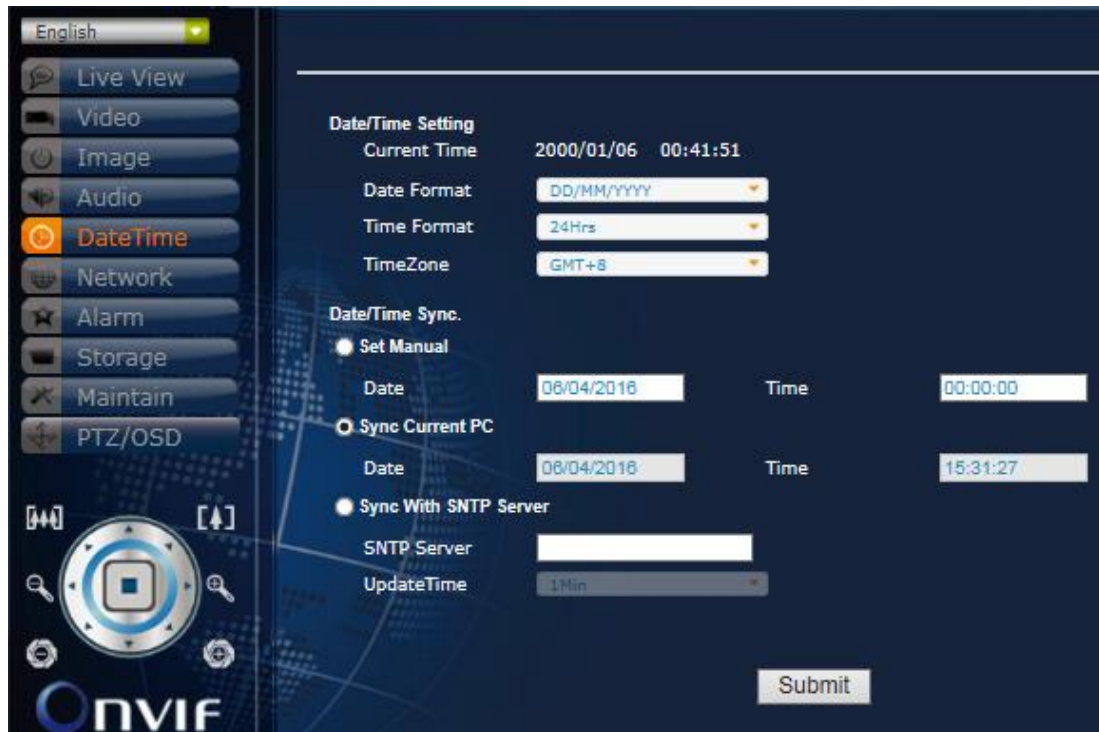 English
Live View
Video
Image
Audio
DateTime
Network
Alarm
Storage
Maintain
PTZ/OSD
Onvif
Date/Time Setting
Current Time 2000/01/06 00:41:51
Date Format DD/MM/YYYY
Time Format 24Hrs
TimeZone GMT+8
Date/Time Sync.
Set Manual
Date 06/04/2016 Time 00:00:00
Sync Current PC
Date 06/04/2016 Time 15:31:27
Sync With SNTP Server
SNTP Server
UpdateTime 1Min
Submit